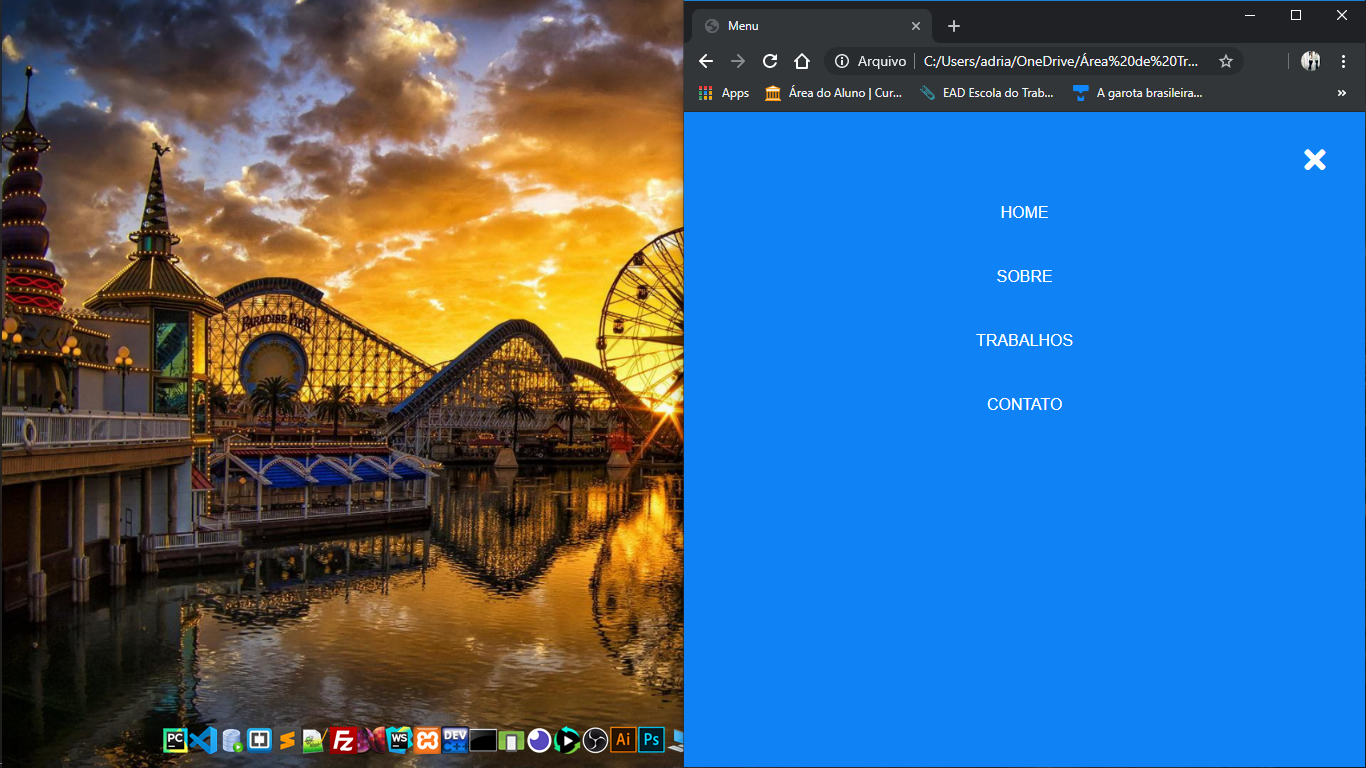 Menu
Arquivo
C:/Users/adria/OneDrive/Área%20de%20Tr...
Apps
Área do Aluno | Cur...
EAD Escola do Trab...
A garota brasileira...
»
HOME
SOBRE
TRABALHOS
CONTATO
PARADISE PIER
PC
Fz
WS
DEV
Ai
Ps